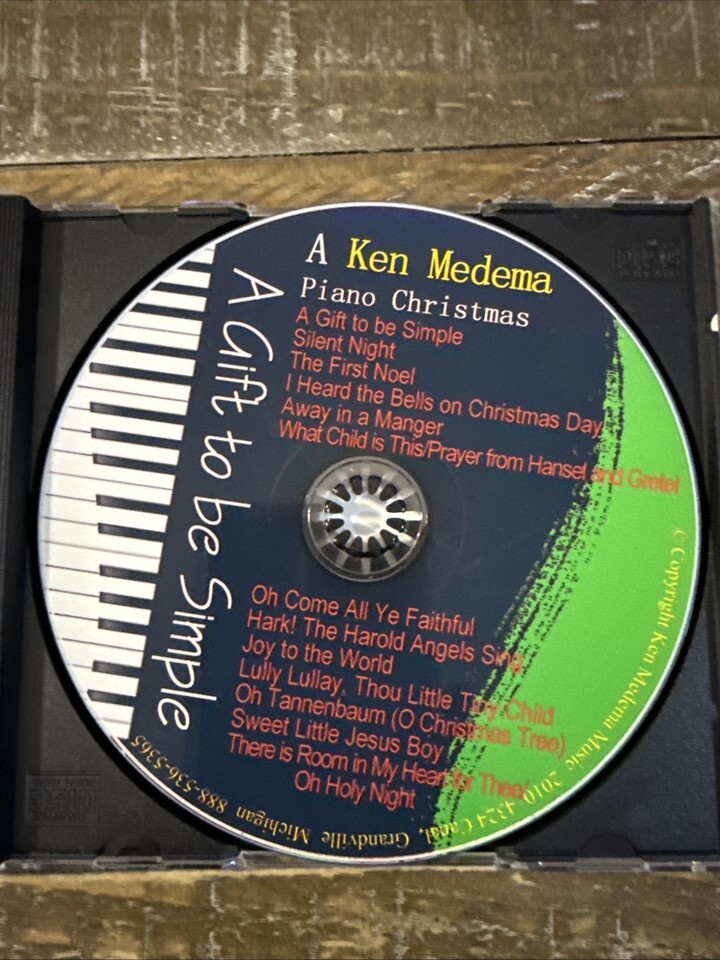 A Ken Medema
Piano Christmas
A Gift to be Simple
A Gift to be Simple
Silent Night
The First Noel
I Heard the Bells on Christmas Day
Away in a Manger
What Child is This/Prayer from Hansel and Gretel
Oh Come All Ye Faithful
Hark! The Harold Angels Sing
Joy to the World
Lully Lullay, Thou Little Tiny Child
Oh Tannenbaum (O Christmas Tree)
Sweet Little Jesus Boy
There is Room in My Heart for Thee
Oh Holy Night
© Copyright Ken Medema Music 2010 4324 Canal, Grandville Michigan 888-536-5365